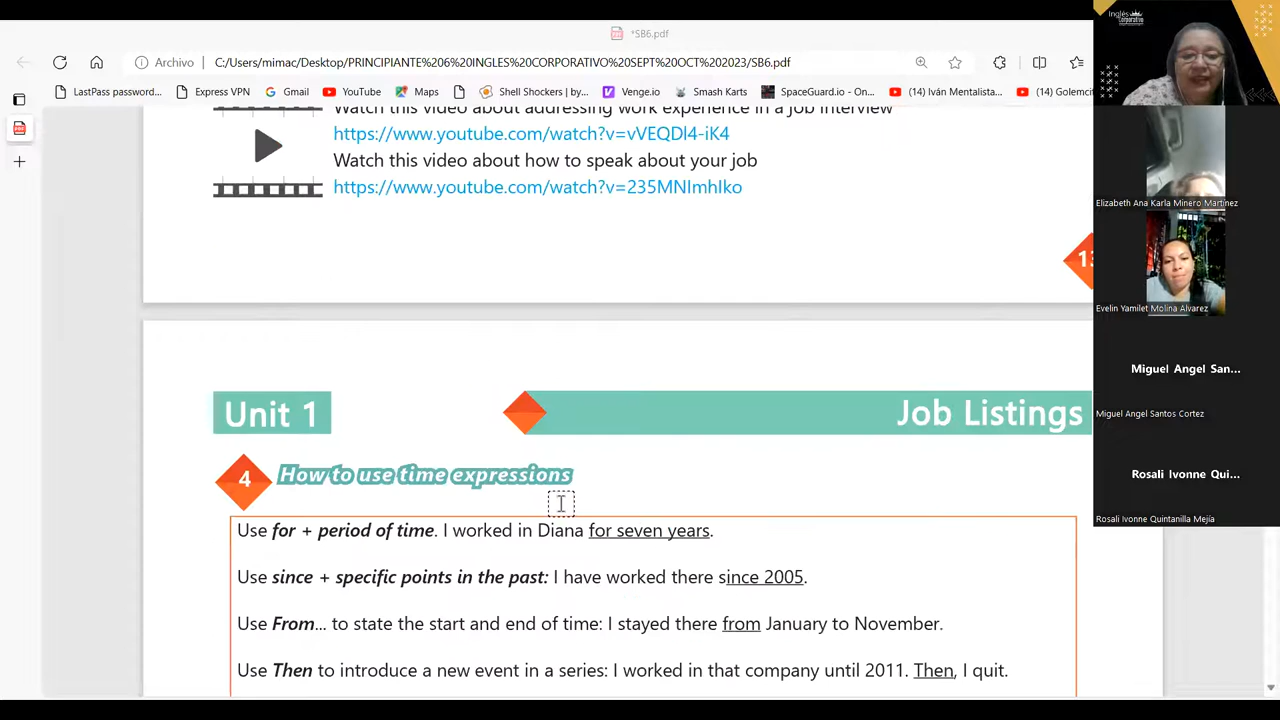 *SB6.pdf
Archivo C:/Users/mimac/Desktop/PRINCIPIANTE%206%20INGLES%20CORPORATIVO%20SEPT%20OCT%202023/SB6.pdf
LastPass password... Express VPN Gmail YouTube Maps Shell Shockers | By... Venge.io Smash Karts SpaceGuard.io - On... (14) Iván Mentalista... (14) Golemcit
Watch this video about addressing work experience in a job interview
https://www.youtube.com/watch?v=vVEQDl4-iK4
Watch this video about how to speak about your job
https://www.youtube.com/watch?v=235MNImhIko
Unit 1
Job Listings
4 How to use time expressions
Use for + period of time. I worked in Diana for seven years.
Use since + specific points in the past: I have worked there since 2005.
Use From... to state the start and end of time: I stayed there from January to November.
Use Then to introduce a new event in a series: I worked in that company until 2011. Then, I quit.
Inglés
Corporativo
Elizabeth Ana Karla Minero Martinez
Evelin Yamilet Molina Alvarez
Miguel Angel San...
Miguel Angel Santos Cortez
Rosali Ivonne Qui...
Rosali Ivonne Quintanilla Mejía